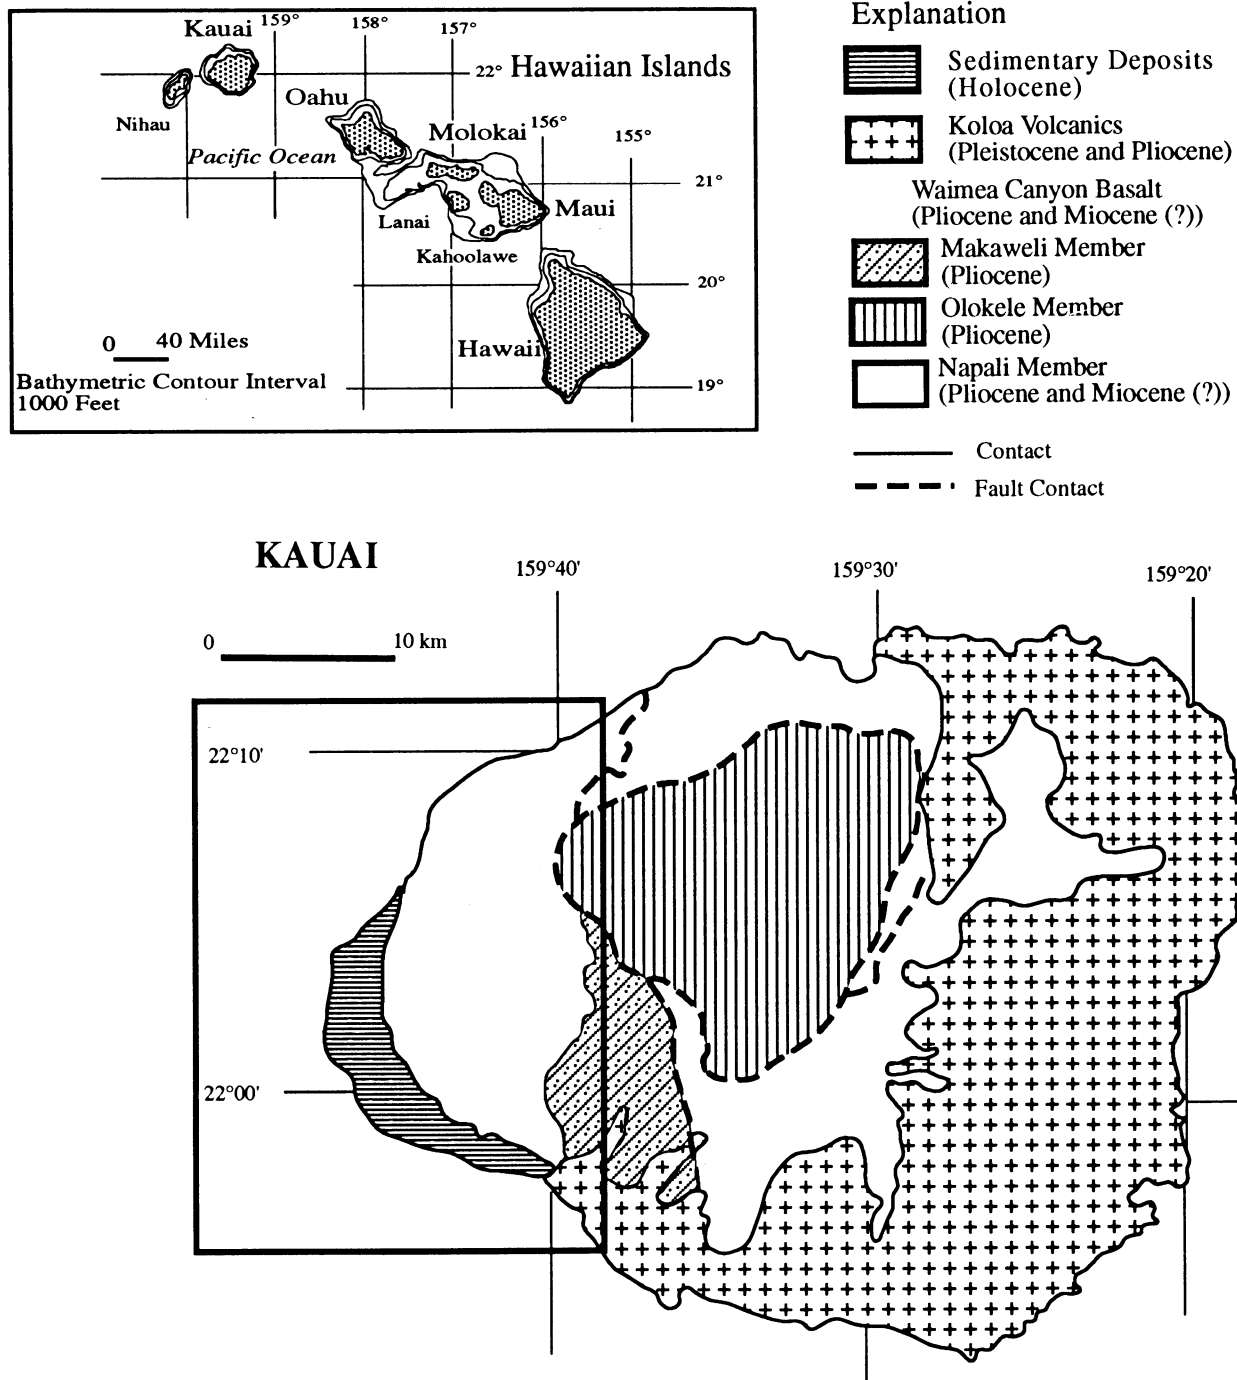 Kauai
159°
158°
157°
22° Hawaiian Islands
Oahu
Nihau
Molokai
156°
155°
Pacific Ocean
21°
Lanai
Maui
Kahoolawe
20°
0 40 Miles
Hawaii
Bathymetric Contour Interval
1000 Feet
19°
Explanation
Sedimentary Deposits
(Holocene)
Koloa Volcanics
(Pleistocene and Pliocene)
Waimea Canyon Basalt
(Pliocene and Miocene (?))
Makaweli Member
(Pliocene)
Olokele Member
(Pliocene)
Napali Member
(Pliocene and Miocene (?))
Contact
Fault Contact
KAUAI
159°40'
159°30'
159°20'
0 10 km
22°10'
22°00'